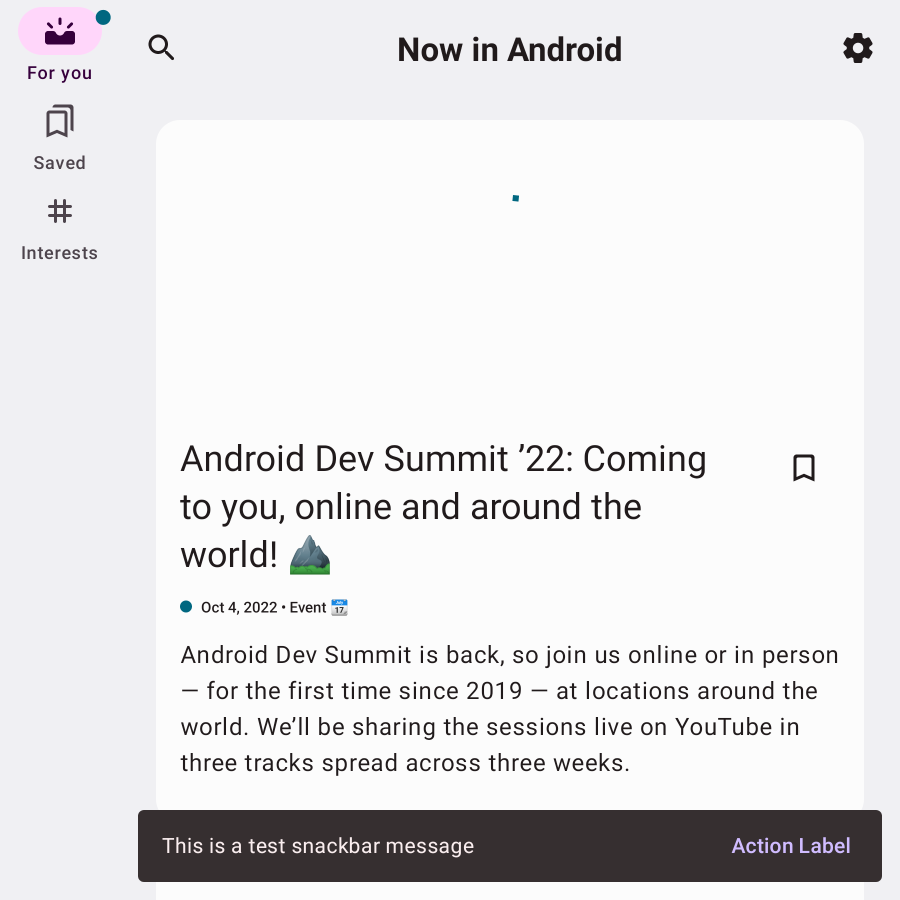 For you
Saved
Interests
Now in Android
Android Dev Summit ’22: Coming
to you, online and around the
world! ⛰️
Oct 4, 2022 • Event 📅
Android Dev Summit is back, so join us online or in person
— for the first time since 2019 — at locations around the
world. We’ll be sharing the sessions live on YouTube in
three tracks spread across three weeks.
This is a test snackbar message
Action Label